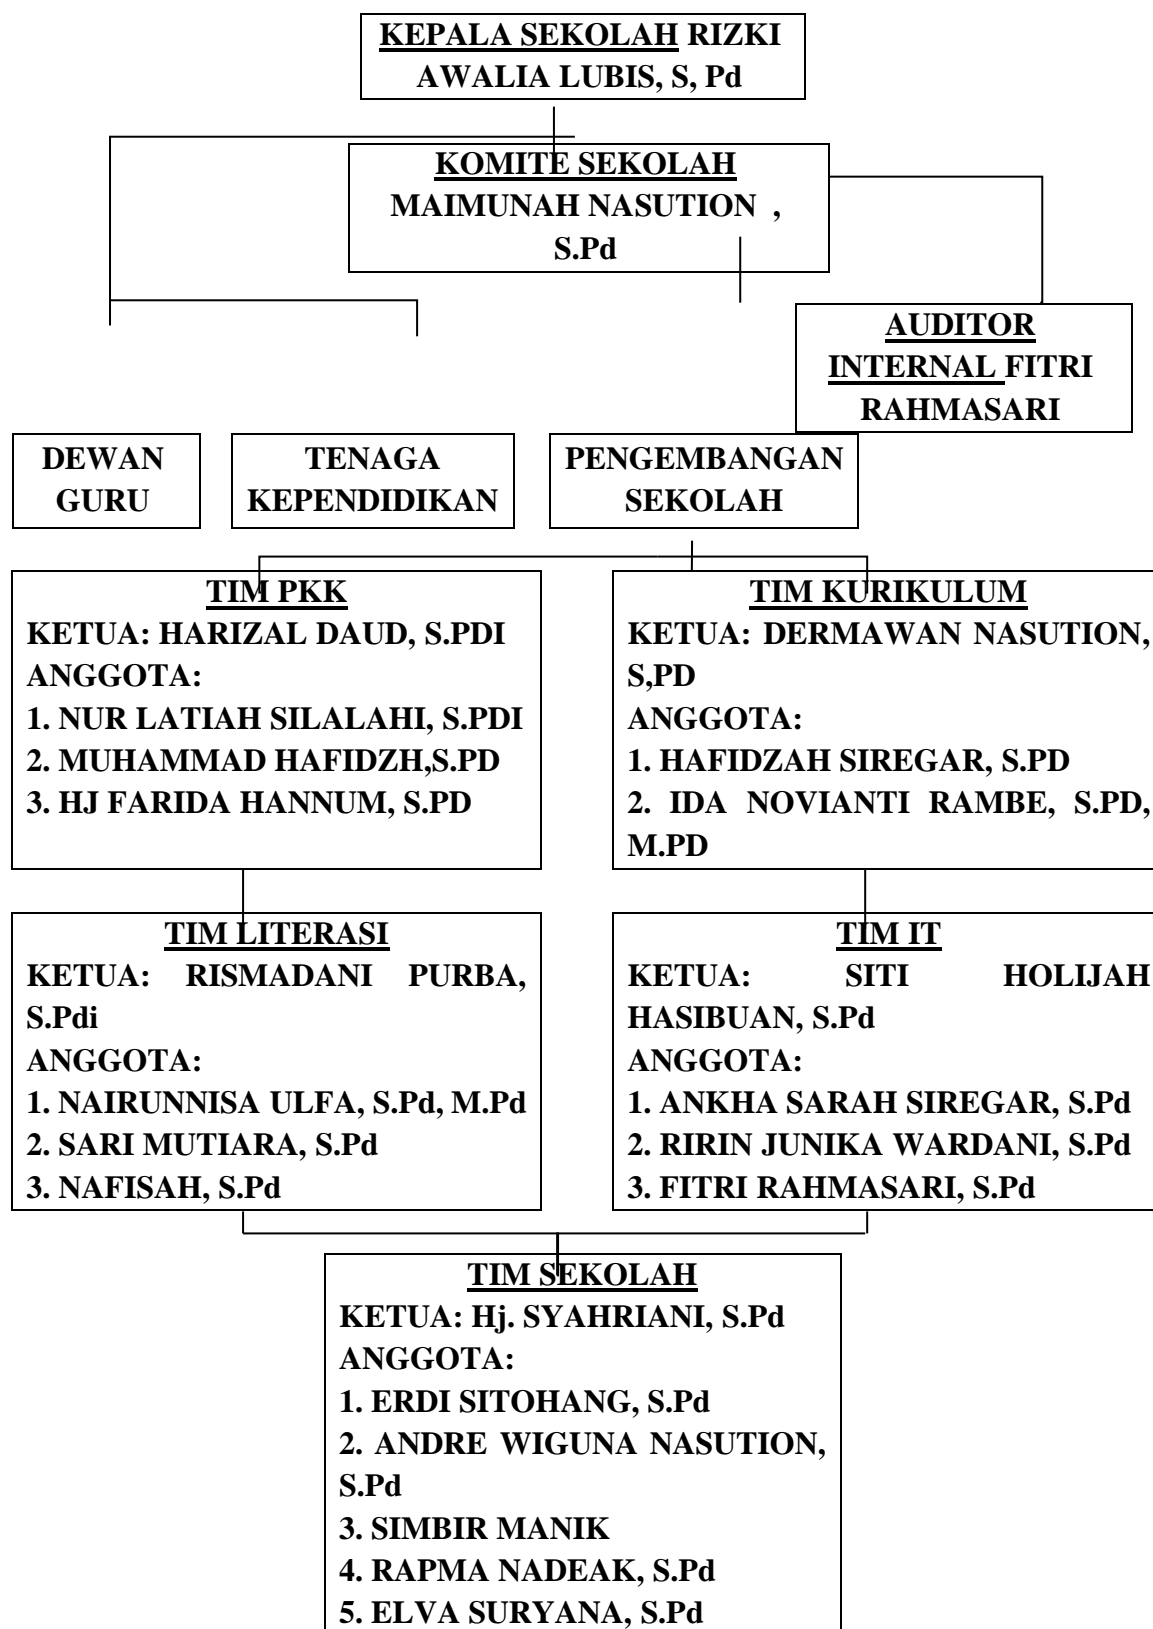 KEPALA SEKOLAH RIZKI
AWALIA LUBIS, S, Pd
KOMITE SEKOLAH
MAIMUNAH NASUTION ,
S.Pd
AUDITOR
INTERNAL FITRI
RAHMASARI
DEWAN
GURU
TENAGA
KEPENDIDIKAN
PENGEMBANGAN
SEKOLAH
TIM PKK
KETUA: HARIZAL DAUD, S.PDI
ANGGOTA:
1. NUR LATIAH SILALAHI, S.PDI
2. MUHAMMAD HAFIDZH,S.PD
3. HJ FARIDA HANNUM, S.PD
TIM KURIKULUM
KETUA: DERMAWAN NASUTION,
S,PD
ANGGOTA:
1. HAFIDZAH SIREGAR, S.PD
2. IDA NOVIANTI RAMBE, S.PD,
M.PD
TIM LITERASI
KETUA: RISMADANI PURBA,
S.Pdi
ANGGOTA:
1. NAIRUNNISA ULFA, S.Pd, M.Pd
2. SARI MUTIARA, S.Pd
3. NAFISAH, S.Pd
TIM IT
KETUA: SITI HOLIJAH
HASIBUAN, S.Pd
ANGGOTA:
1. ANKHA SARAH SIREGAR, S.Pd
2. RIRIN JUNIKA WARDANI, S.Pd
3. FITRI RAHMASARI, S.Pd
TIM SEKOLAH
KETUA: Hj. SYAHRIANI, S.Pd
ANGGOTA:
1. ERDI SITOHANG, S.Pd
2. ANDRE WIGUNA NASUTION,
S.Pd
3. SIMBIR MANIK
4. RAPMA NADEAK, S.Pd
5. ELVA SURYANA, S.Pd